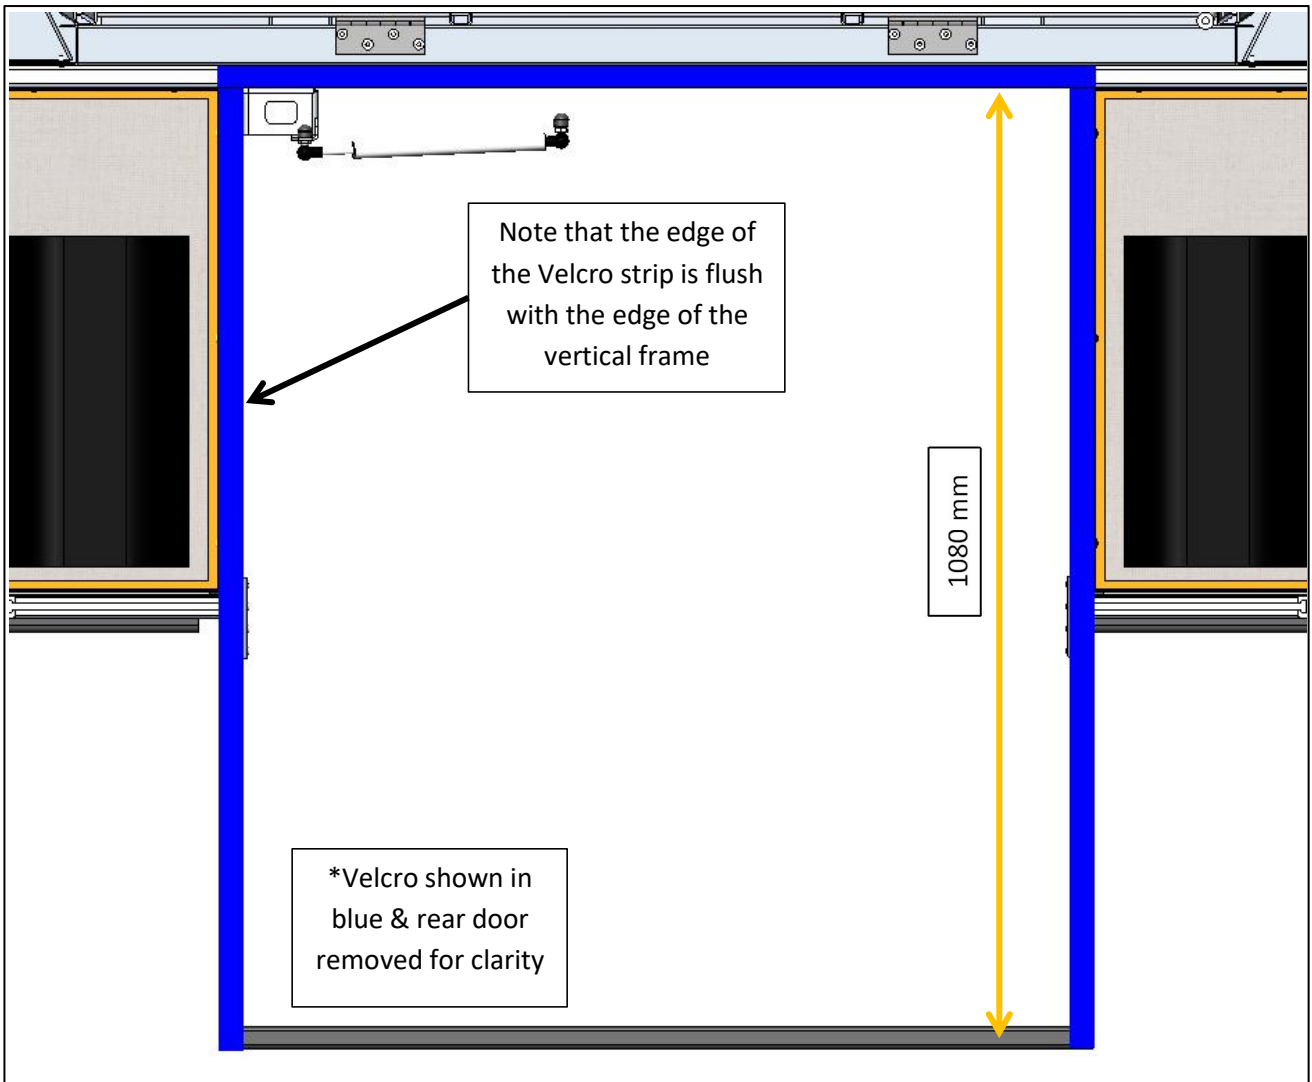 Note that the edge of
the Velcro strip is flush
with the edge of the
vertical frame
1080 mm
*Velcro shown in
blue & rear door
removed for clarity